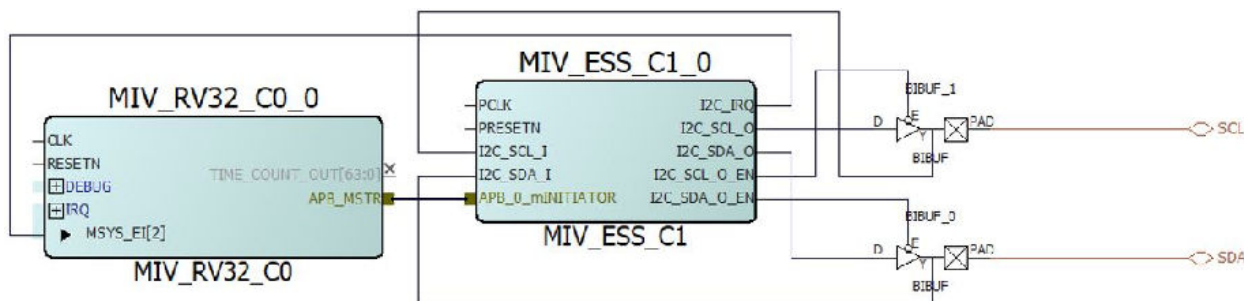 MIV_RV32_C0_0
CLK
RESETN
TIME_COUNT_OUT[63:0]
DEBUG
APB_MSTR
IRQ
MSYS_EI[2]
MIV_RV32_C0
MIV_ESS_C1_0
PCLK
I2C_IRQ
PRESETN
I2C_SCL_O
I2C_SCL_I
I2C_SDA_O
I2C_SDA_I
I2C_SCL_O_EN
APB_0_mINITIATOR
I2C_SDA_O_EN
MIV_ESS_C1
BIBUF_1
D
E
Y
PAD
SCL
BIBUF
BIBUF_0
D
E
Y
PAD
SDA
BIBUF